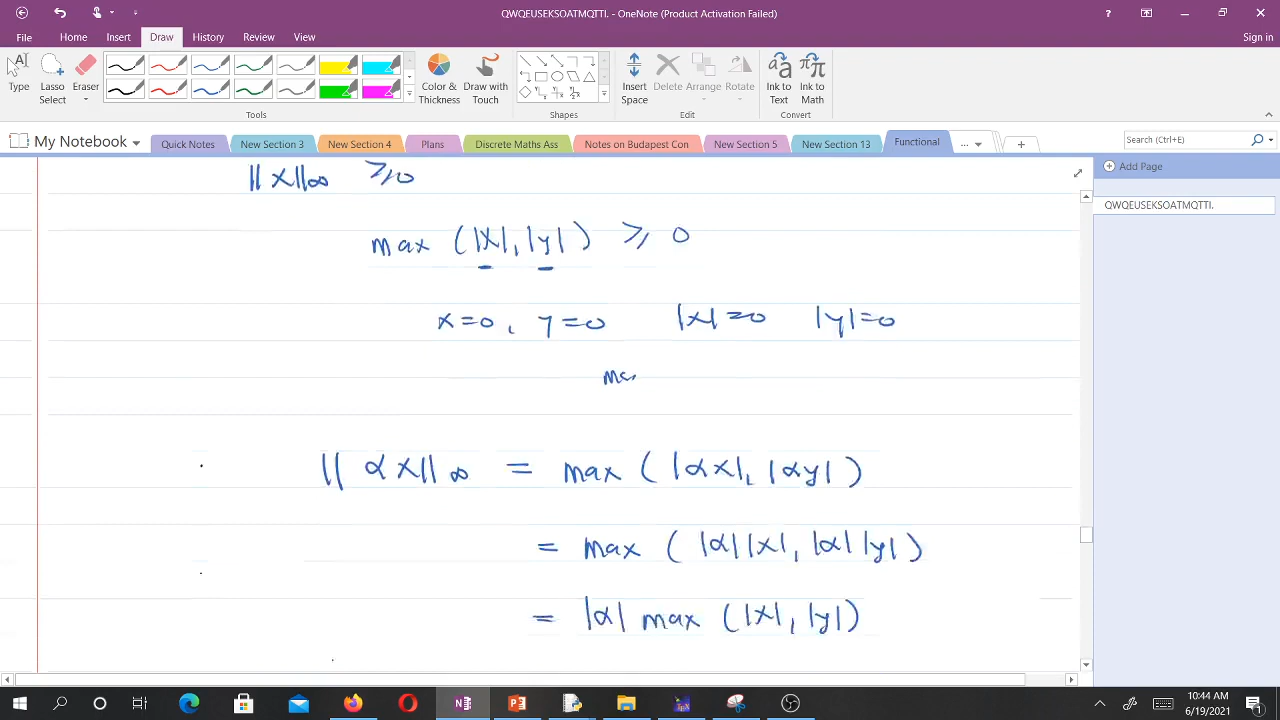 QWQEUSEKSOATMQTTI. - OneNote (Product Activation Failed)
File Home Insert Draw History Review View Sign in
Type Lasso Select Eraser Color & Thickness Draw with Touch Insert Space Delete Arrange Rotate Ink to Text Ink to Math
Tools Shapes Edit Convert
My Notebook Quick Notes New Section 3 New Section 4 Plans Discrete Maths Ass Notes on Budapest Con New Section 5 New Section 13 Functional ... Search (Ctrl+E)
Add Page
QWQEUSEKSOATMQTTI.
||x||∞ ≥ 0
max (|x|, |y|) ≥ 0
x=0, y=0 |x|=0 |y|=0
max
||αx||∞ = max (|αx|, |αy|)
= max (|α||x|, |α||y|)
= |α| max (|x|, |y|)
10:44 AM
6/19/2021